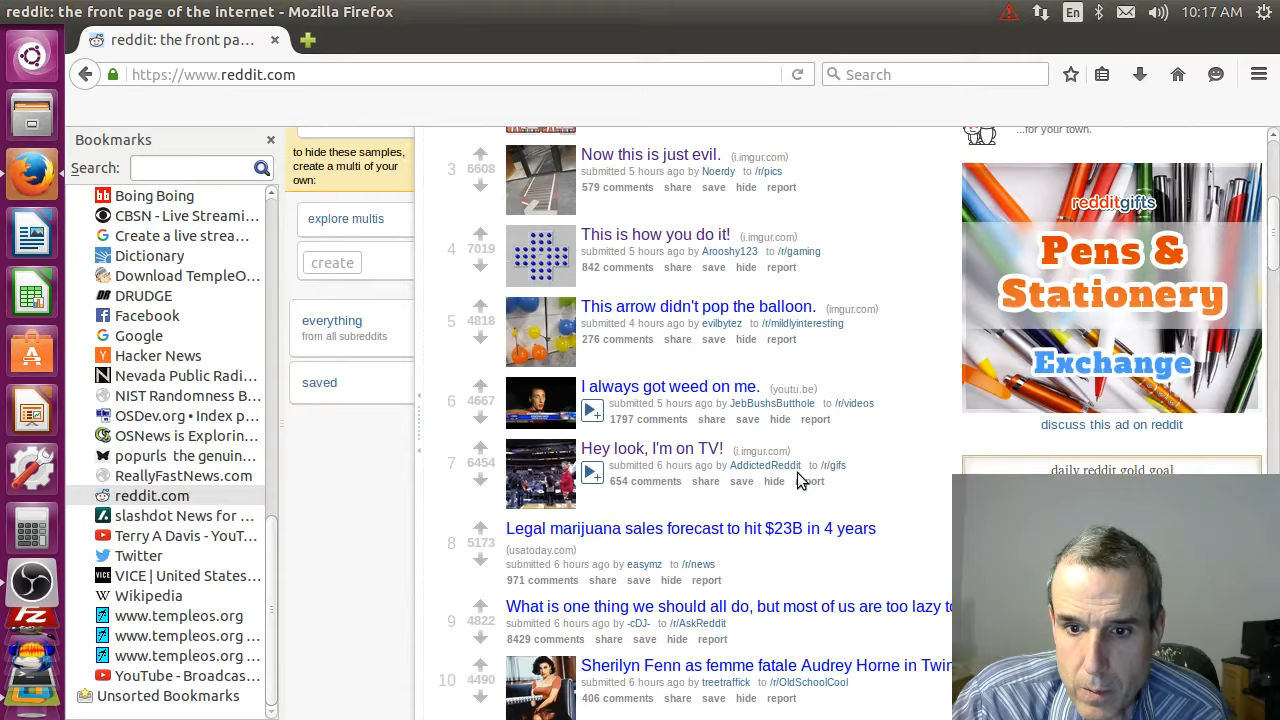 reddit: the front page of the internet - Mozilla Firefox
En
10:17 AM
reddit: the front pa...
https://www.reddit.com
Search
Bookmarks
Search:
Boing Boing
CBSN - Live Streami...
Create a live strea...
Dictionary
Download TempleO...
DRUDGE
Facebook
Google
Hacker News
Nevada Public Radi...
NIST Randomness B...
OSDev.org • Index p...
OSNews is Explorin...
popurls the genuin...
ReallyFastNews.com
reddit.com
slashdot News for ...
Terry A Davis - YouT...
Twitter
VICE | United States...
Wikipedia
www.templeos.org
www.templeos.org ...
www.templeos.org ...
YouTube - Broadcas...
Unsorted Bookmarks
to hide these samples,
create a multi of your
own:
explore multis
create
everything
from all subreddits
saved
3
6608
Now this is just evil. (i.imgur.com)
submitted 5 hours ago by Noerdy to /r/pics
579 comments share save hide report
4
7019
This is how you do it! (i.imgur.com)
submitted 5 hours ago by Arooshy123 to /r/gaming
842 comments share save hide report
5
4818
This arrow didn't pop the balloon. (imgur.com)
submitted 4 hours ago by evilbytez to /r/mildlyinteresting
276 comments share save hide report
6
4667
I always got weed on me. (youtu.be)
submitted 5 hours ago by JebBushsButthole to /r/videos
1797 comments share save hide report
7
6454
Hey look, I'm on TV! (i.imgur.com)
submitted 6 hours ago by AddictedReddit to /r/gifs
654 comments share save hide report
8
5173
Legal marijuana sales forecast to hit $23B in 4 years
(usatoday.com)
submitted 6 hours ago by easymz to /r/news
971 comments share save hide report
9
4822
What is one thing we should all do, but most of us are too lazy to
submitted 6 hours ago by -cDJ- to /r/AskReddit
8429 comments share save hide report
10
4490
Sherilyn Fenn as femme fatale Audrey Horne in Twin
submitted 6 hours ago by treetraffick to /r/OldSchoolCool
406 comments share save hide report
...for your town.
redditgifts
Pens &
Stationery
Exchange
discuss this ad on reddit
daily reddit gold goal